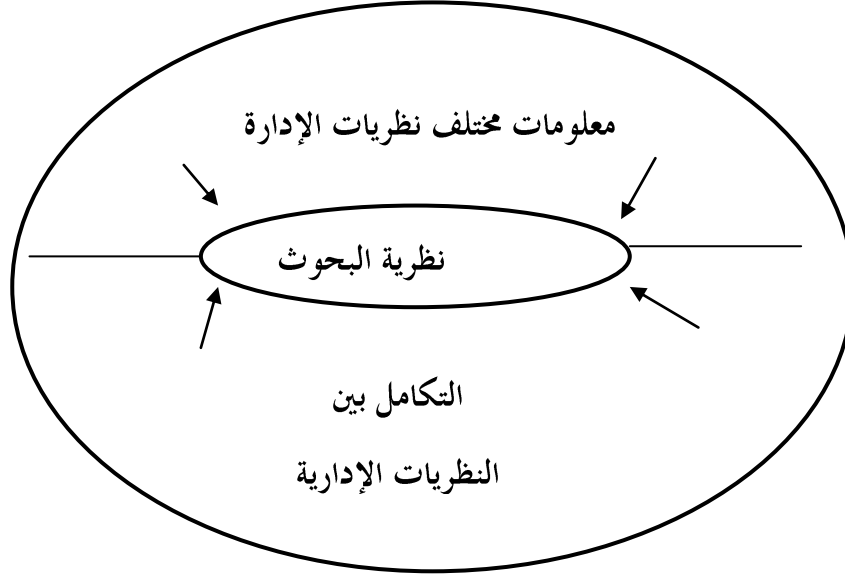 معلومات مختلف نظريات الإدارة
نظرية البحوث
التكامل بين
النظريات الإدارية